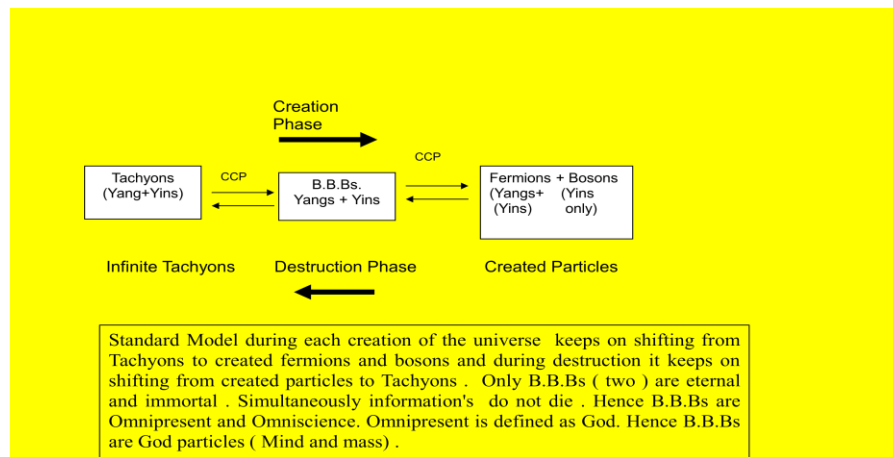 Creation
Phase
CCP
CCP
Tachyons
(Yang+Yins)
B.B.Bs.
Yangs + Yins
Fermions + Bosons
(Yangs+ (Yins
(Yins) only)
Infinite Tachyons
Destruction Phase
Created Particles
Standard Model during each creation of the universe keeps on shifting from
Tachyons to created fermions and bosons and during destruction it keeps on
shifting from created particles to Tachyons . Only B.B.Bs ( two ) are eternal
and immortal . Simultaneously information's do not die . Hence B.B.Bs are
Omnipresent and Omniscience. Omnipresent is defined as God. Hence B.B.Bs
are God particles ( Mind and mass) .